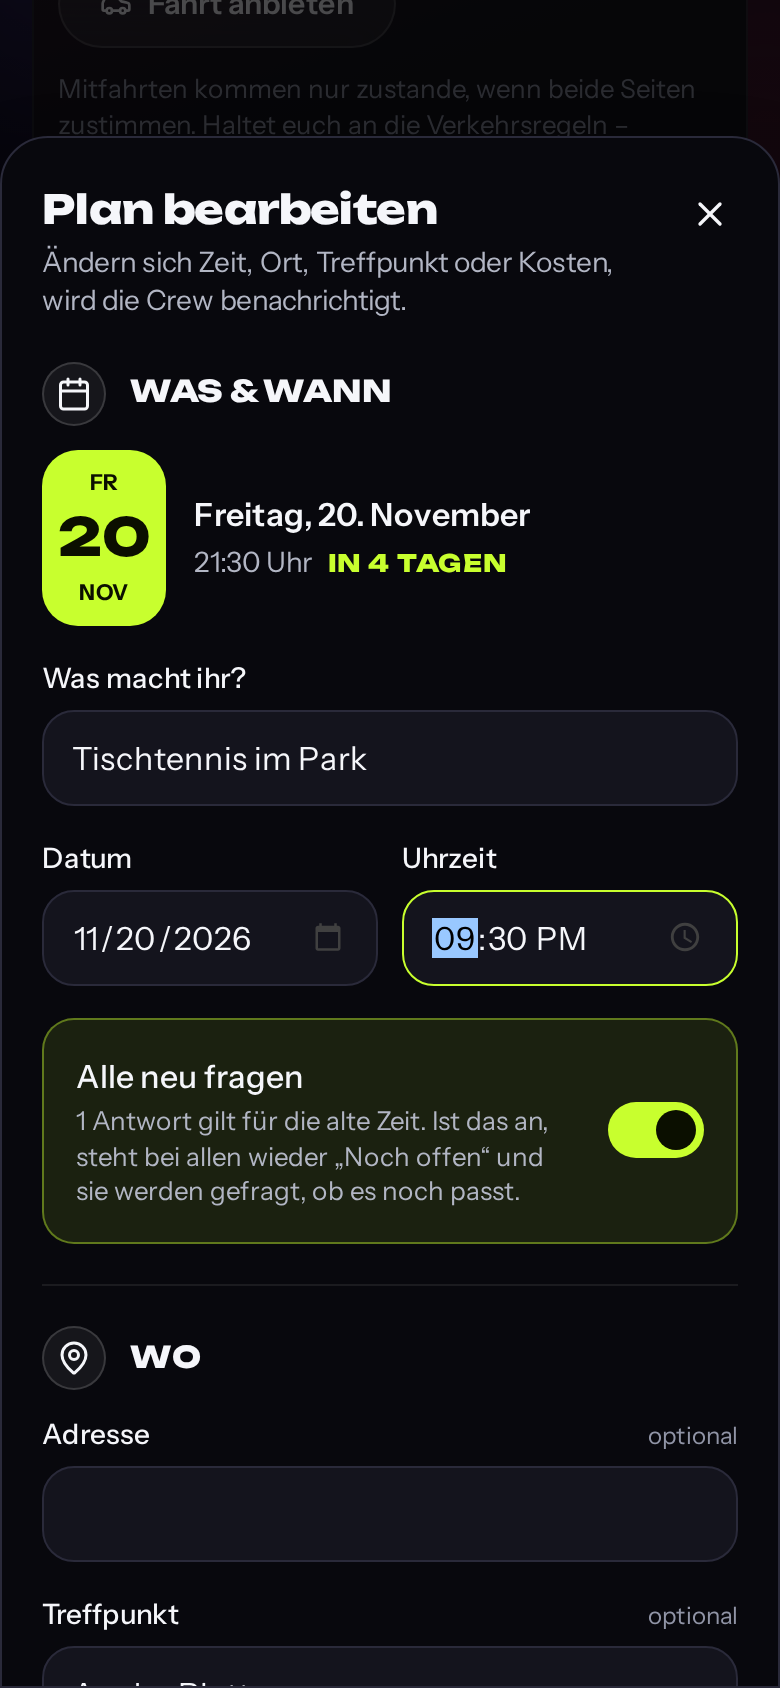 Fahrt anbieten
Mitfahrten kommen nur zustande, wenn beide Seiten
zustimmen. Haltet euch an die Verkehrsregeln –
Plan bearbeiten
Ändern sich Zeit, Ort, Treffpunkt oder Kosten,
wird die Crew benachrichtigt.
WAS & WANN
FR
20
NOV
Freitag, 20. November
21:30 Uhr IN 4 TAGEN
Was macht ihr?
Tischtennis im Park
Datum
Uhrzeit
11/20/2026
09:30 PM
Alle neu fragen
1 Antwort gilt für die alte Zeit. Ist das an,
steht bei allen wieder „Noch offen“ und
sie werden gefragt, ob es noch passt.
WO
Adresse
optional
Treffpunkt
optional